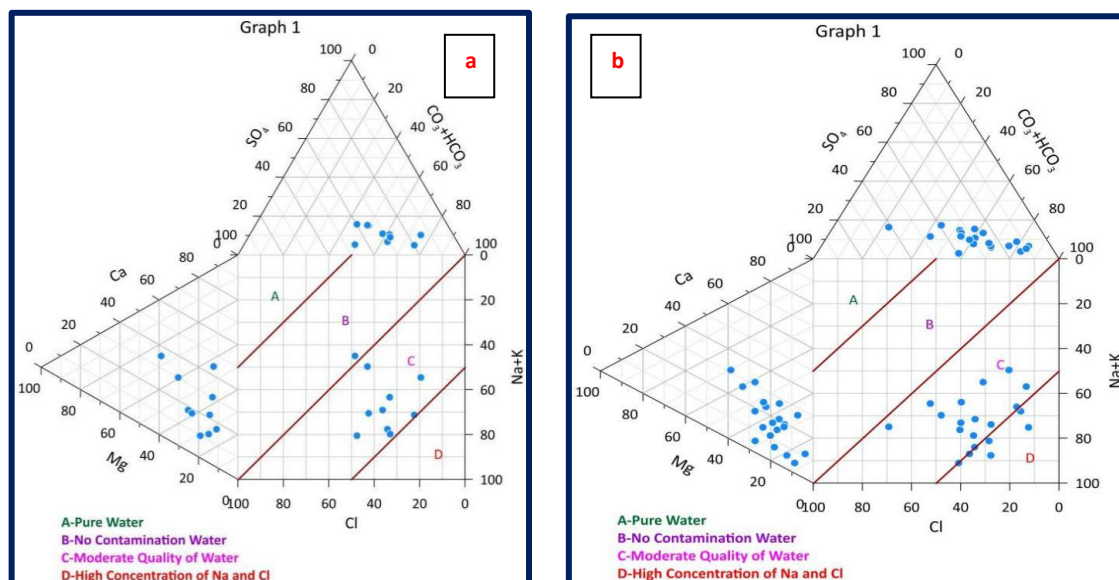 Graph 1
a
100
0
80
20
SO₄
60
40
CO₃+HCO₃
40
60
20
80
100
0
100
0
Ca
80
60
40
20
0
20
40
60
80
100
Na+K
100
80
60
40
20
0
Mg
A
B
C
D
100
80
60
40
20
0
Cl
A-Pure Water
B-No Contamination Water
C-Moderate Quality of Water
D-High Concentration of Na and Cl
Graph 1
b
100
0
80
20
SO₄
60
40
CO₃+HCO₃
40
60
20
80
100
0
100
0
Ca
80
60
40
20
0
20
40
60
80
100
Na+K
100
80
60
40
20
0
Mg
A
B
C
D
100
80
60
40
20
0
Cl
A-Pure Water
B-No Contamination Water
C-Moderate Quality of Water
D-High Concentration of Na and Cl